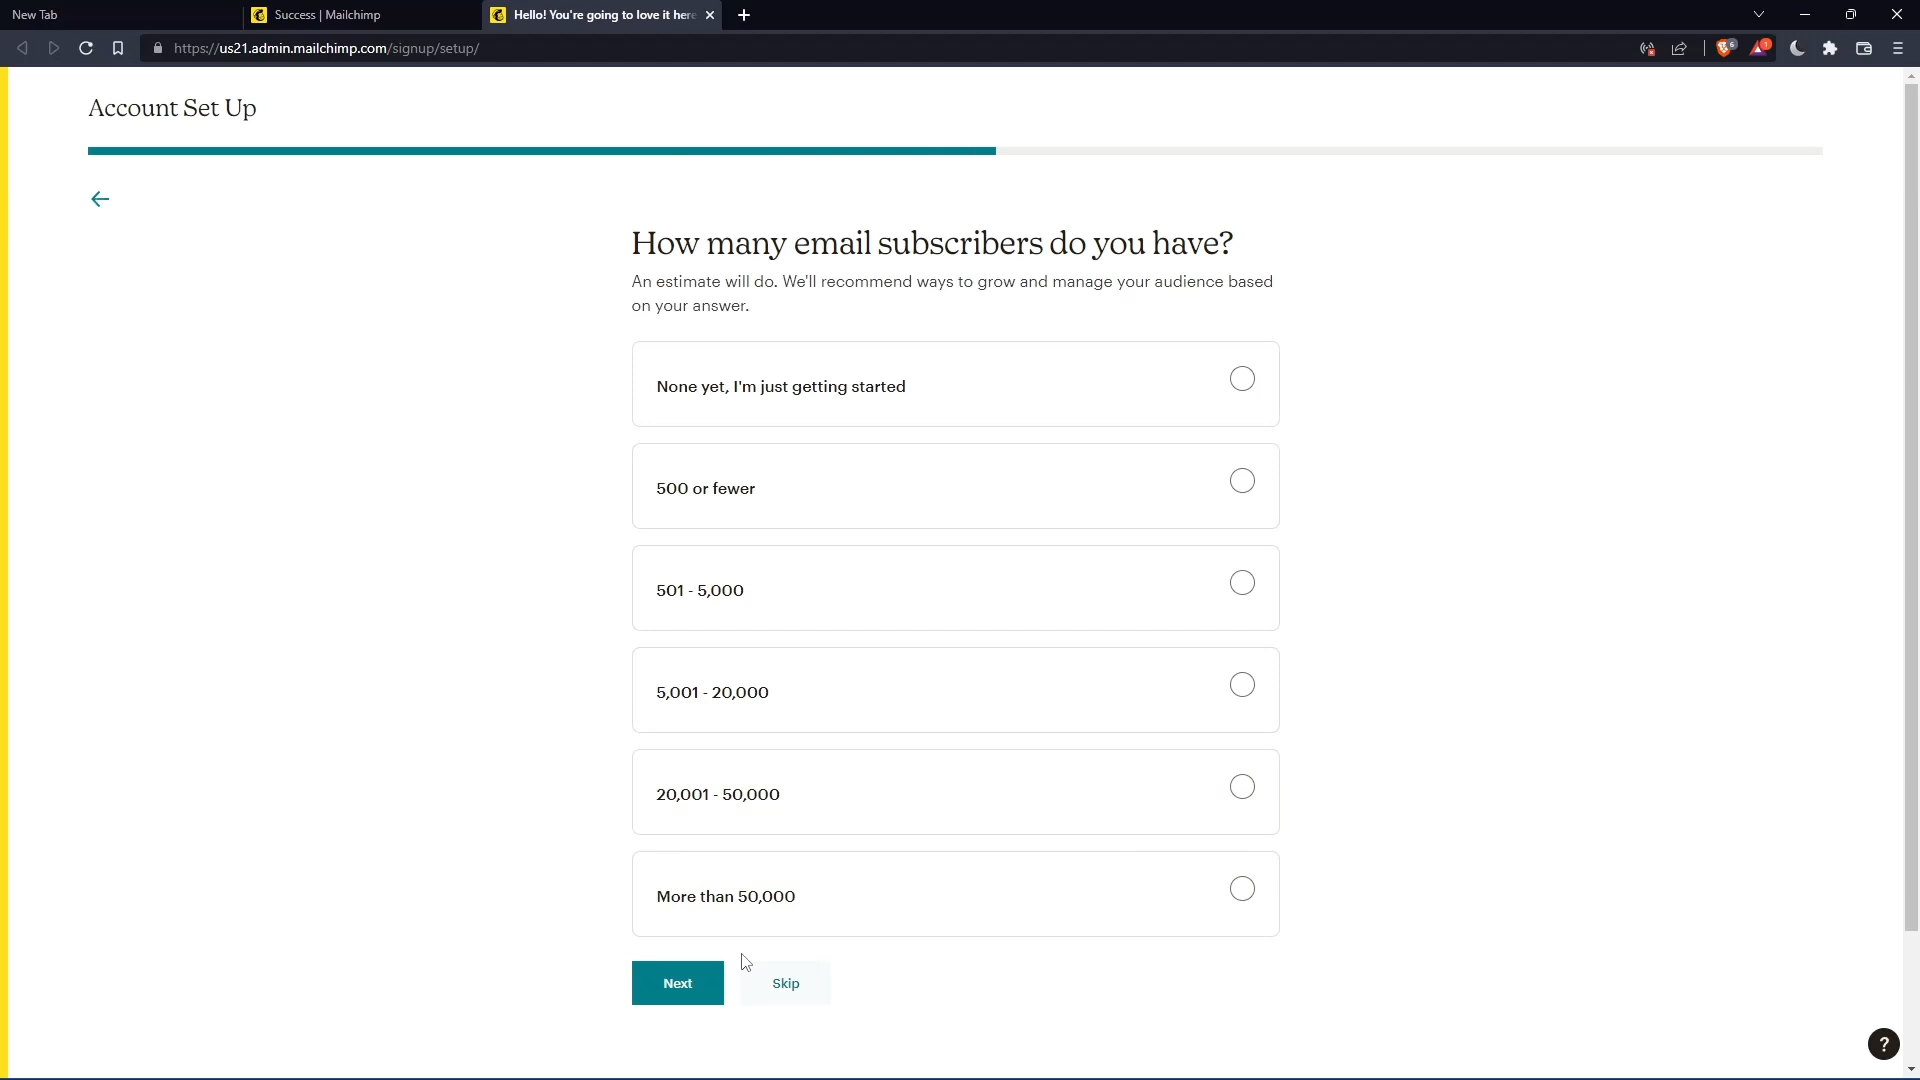 New Tab
Success | Mailchimp
Hello! You're going to love it here
https://us21.admin.mailchimp.com/signup/setup/
6
1
Account Set Up
How many email subscribers do you have?
An estimate will do. We'll recommend ways to grow and manage your audience based
on your answer.
None yet, I'm just getting started
500 or fewer
501 - 5,000
5,001 - 20,000
20,001 - 50,000
More than 50,000
Next
Skip
?